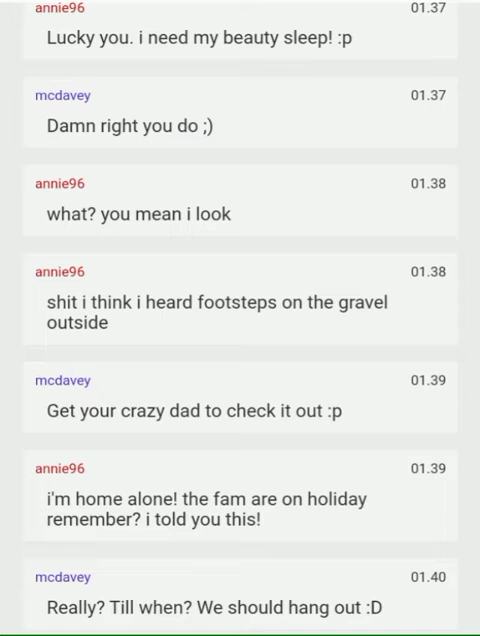 annie96 01.37
Lucky you. i need my beauty sleep! :p
mcdavey 01.37
Damn right you do ;)
annie96 01.38
what? you mean i look
annie96 01.38
shit i think i heard footsteps on the gravel
outside
mcdavey 01.39
Get your crazy dad to check it out :p
annie96 01.39
i'm home alone! the fam are on holiday
remember? i told you this!
mcdavey 01.40
Really? Till when? We should hang out :D